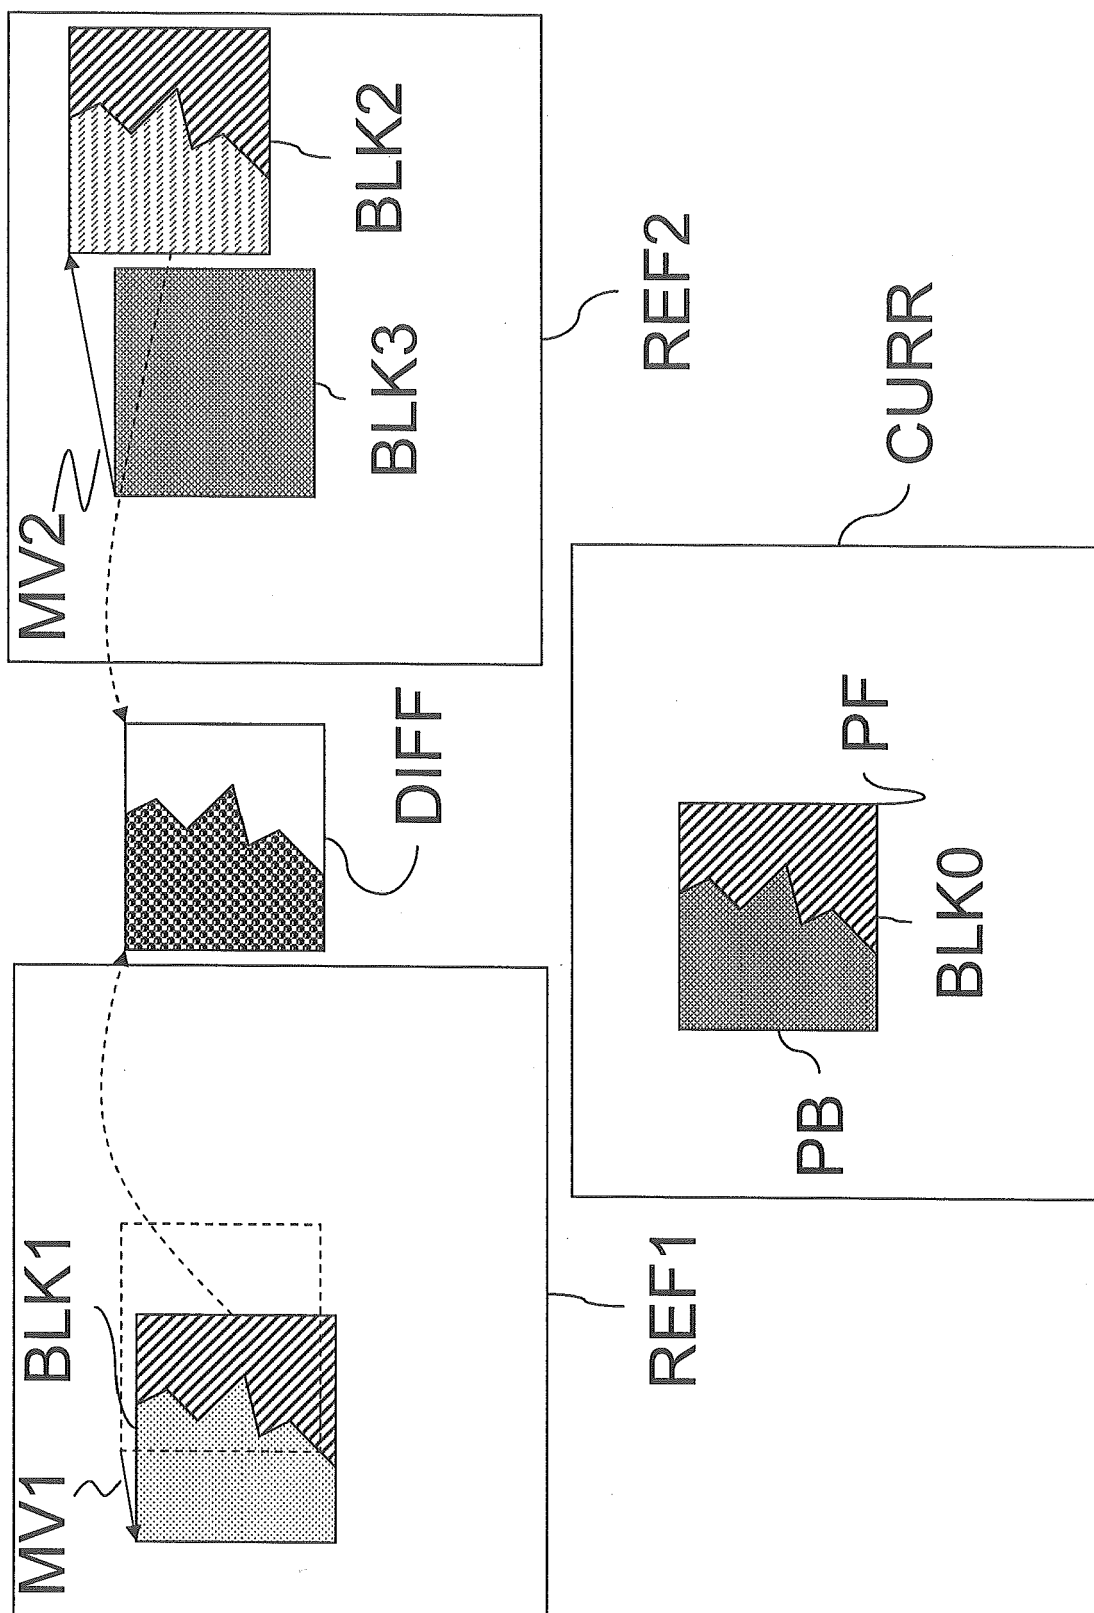 MV1
BLK1
MV2
BLK2
BLK3
DIFF
REF1
REF2
PB
BLK0
PF
CURR